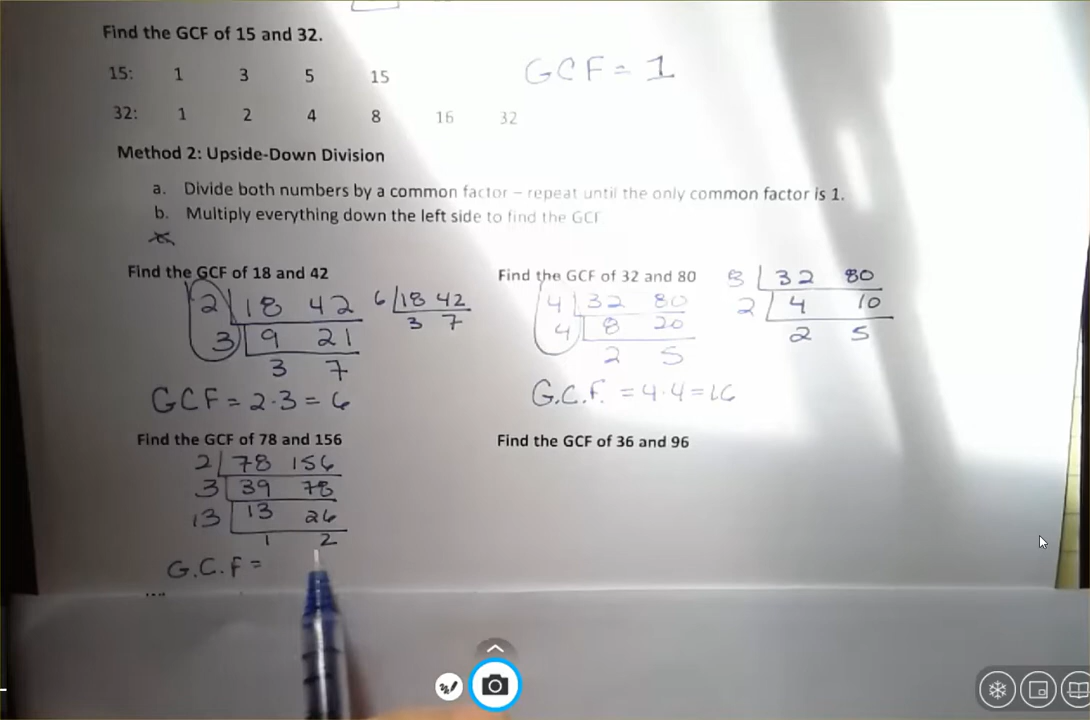 Find the GCF of 15 and 32.
15: 1 3 5 15
GCF = 1
32: 1 2 4 8 16 32
Method 2: Upside-Down Division
a. Divide both numbers by a common factor – repeat until the only common factor is 1.
b. Multiply everything down the left side to find the GCF
Find the GCF of 18 and 42
2 18 42
3 9 21
3 7
6 18 42
3 7
GCF = 2·3 = 6
Find the GCF of 32 and 80
4 32 80
4 8 20
2 5
8 32 80
2 4 10
2 5
G.C.F. = 4·4 = 16
Find the GCF of 78 and 156
2 78 156
3 39 78
13 13 26
1 2
G.C.F =
Find the GCF of 36 and 96